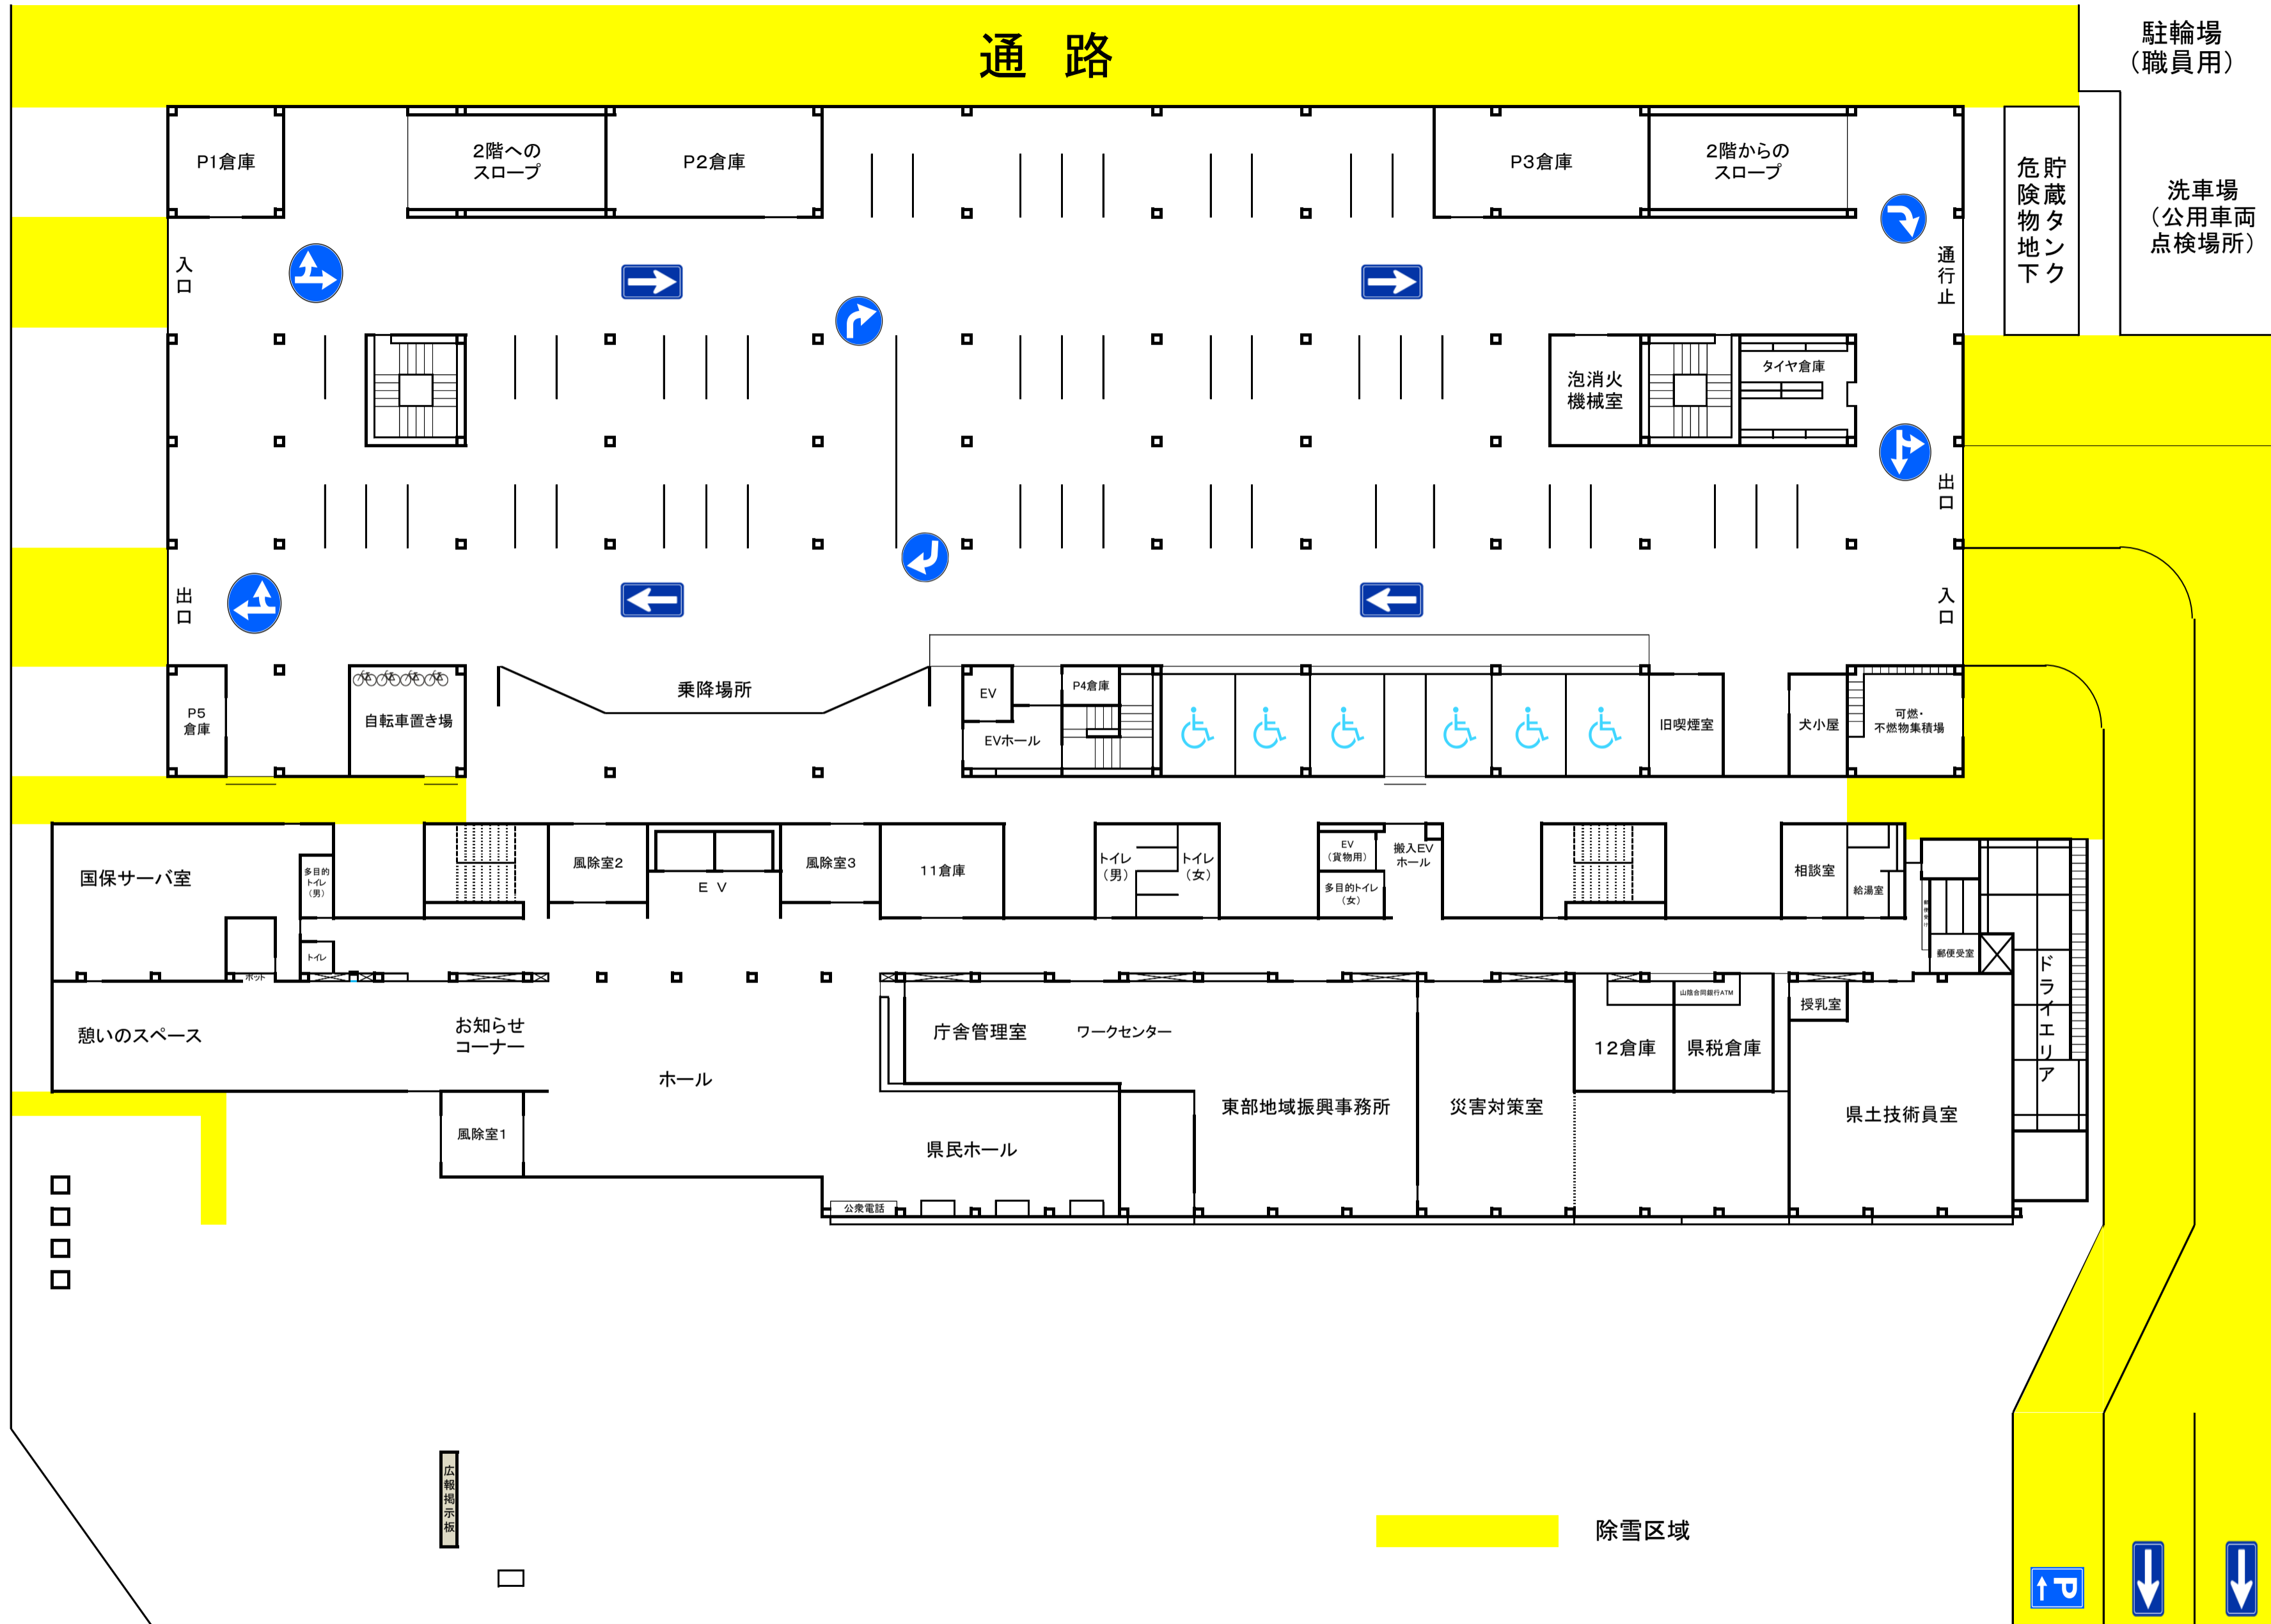 通 路
駐輪場
（職員用）
P1倉庫
2階への
スロープ
P2倉庫
P3倉庫
2階からの
スロープ
危険物地下
貯蔵タンク
洗車場
（公用車両
点検場所）
入口
通行止
泡消火
機械室
タイヤ倉庫
出口
出口
入口
P5
倉庫
自転車置き場
乗降場所
EV
P4倉庫
EVホール
旧喫煙室
犬小屋
可燃・
不燃物集積場
国保サーバ室
多目的
トイレ
（男）
風除室2
E V
風除室3
11倉庫
トイレ
（男）
トイレ
（女）
EV
（貨物用）
搬入EV
ホール
多目的トイレ
（女）
相談室
給湯室
郵便受室
トイレ
ポット
ドライエリア
憩いのスペース
お知らせ
コーナー
ホール
庁舎管理室
ワークセンター
12倉庫
山陰合同銀行ATM
県税倉庫
授乳室
風除室1
県民ホール
東部地域振興事務所
災害対策室
県土技術員室
公衆電話
広報掲示板
除雪区域
P